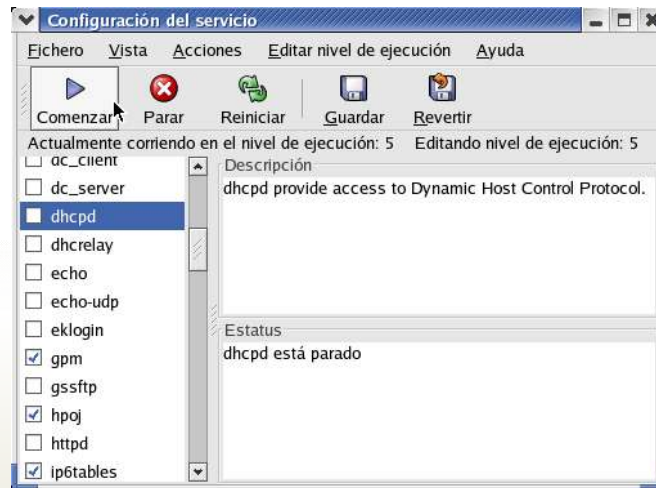 Configuración del servicio
Fichero Vista Acciones Editar nivel de ejecución Ayuda
Comenzar Parar Reiniciar Guardar Revertir
Actualmente corriendo en el nivel de ejecución: 5 Editando nivel de ejecución: 5
dc_client
dc_server
dhcpd
dhcrelay
echo
echo-udp
eklogin
gpm
gssftp
hpoj
httpd
ip6tables
Descripción
dhcpd provide access to Dynamic Host Control Protocol.
Estatus
dhcpd está parado